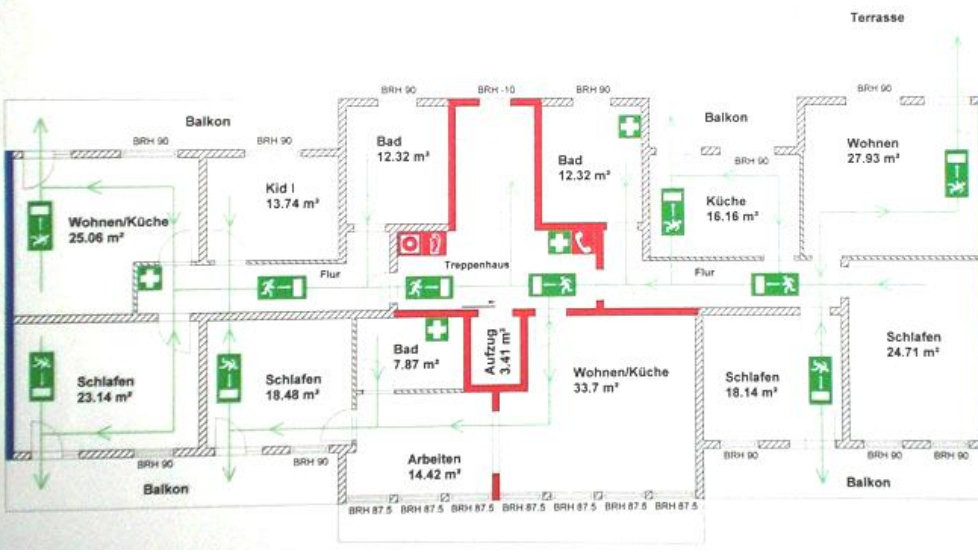 Terrasse
BRH 90
BRH -10
BRH 90
BRH 90
Balkon
Balkon
BRH 90
BRH 90
BRH 90
Bad
12.32 m²
Bad
12.32 m²
Wohnen
27.93 m²
Kid I
13.74 m²
Küche
16.16 m²
Wohnen/Küche
25.06 m²
Flur
Treppenhaus
Flur
Schlafen
23.14 m²
Schlafen
18.48 m²
Bad
7.87 m²
Aufzug
3.41 m²
Wohnen/Küche
33.7 m²
Schlafen
18.14 m²
Schlafen
24.71 m²
Arbeiten
14.42 m²
BRH 90
BRH 90
BRH 90
BRH 90
BRH 90
Balkon
Balkon
BRH 87.5
BRH 87.5
BRH 87.5
BRH 87.5
BRH 87.5
BRH 87.5
BRH 87.5